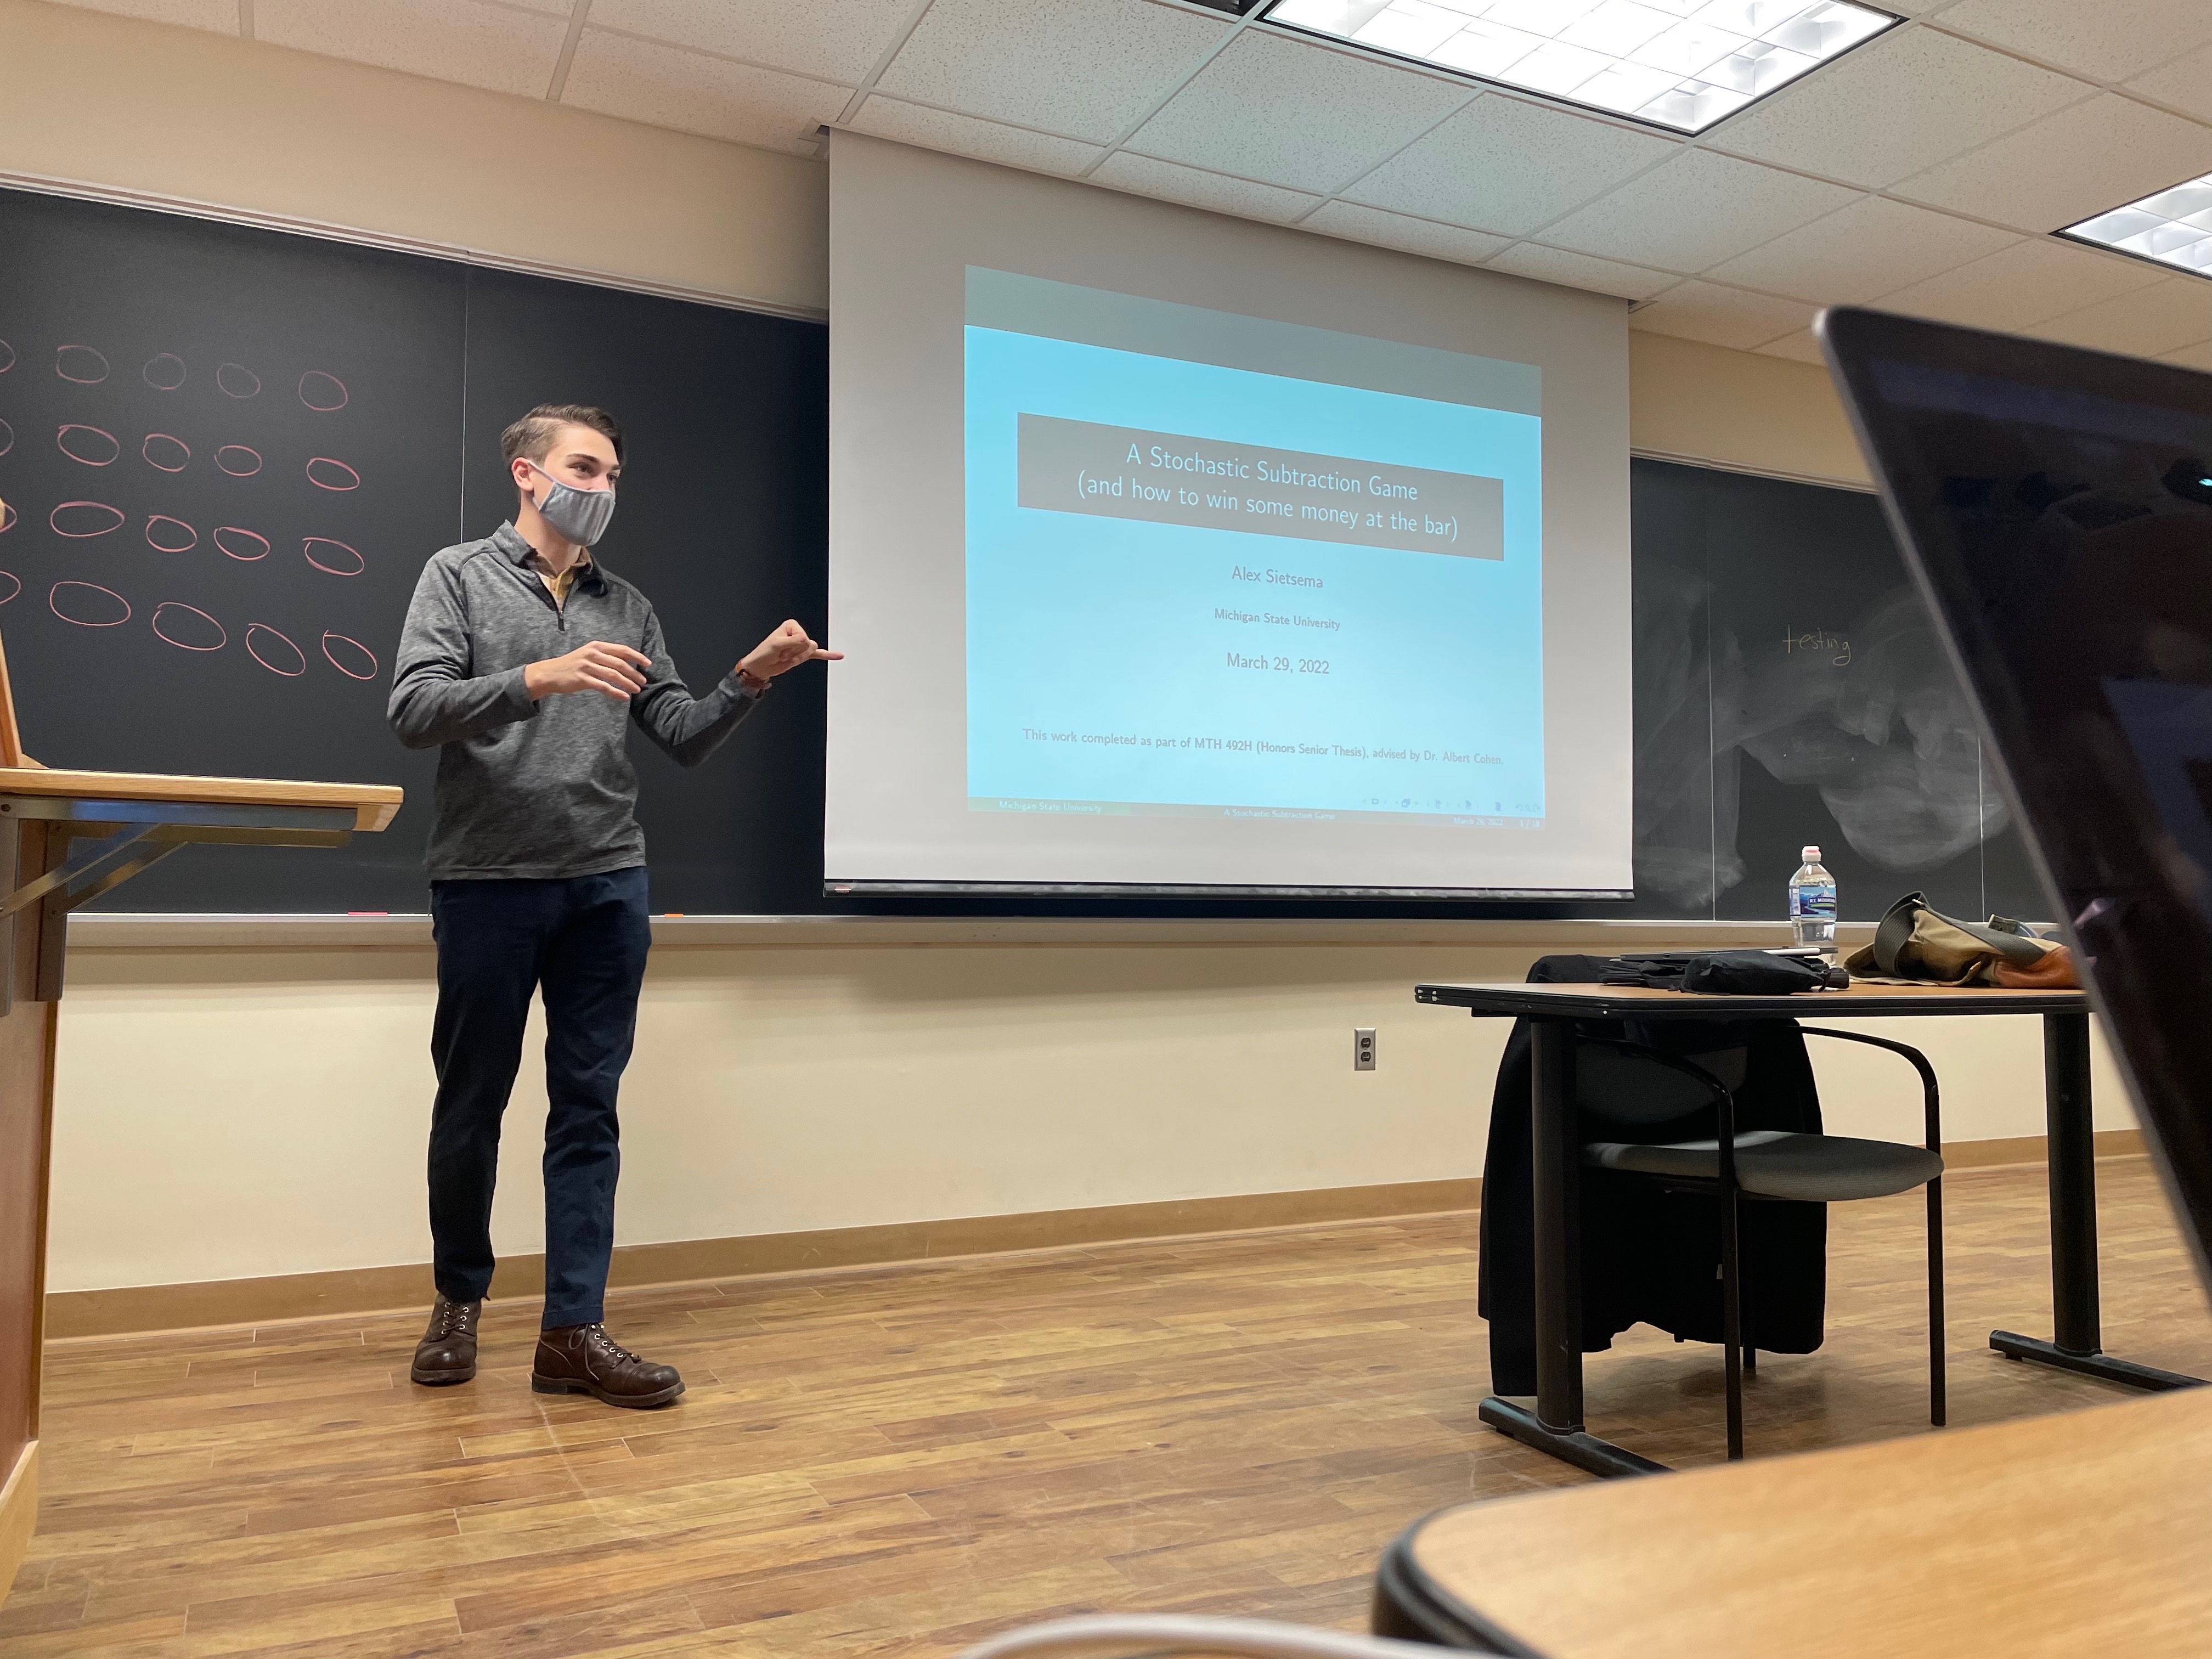 A Stochastic Subtraction Game
(and how to win some money at the bar)
Alex Sietsema
Michigan State University
March 29, 2022
This work completed as part of MTH 492H (Honors Senior Thesis), advised by Dr. Albert Cohen.
Michigan State University
A Stochastic Subtraction Game
March 29, 2022
testing